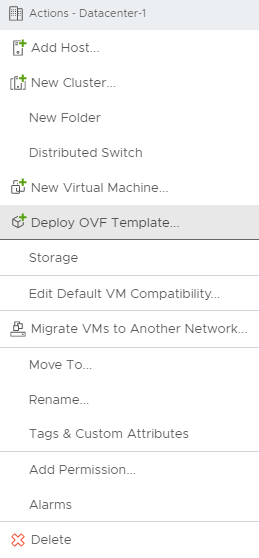 Actions - Datacenter-1
Add Host...
New Cluster...
New Folder
Distributed Switch
New Virtual Machine...
Deploy OVF Template...
Storage
Edit Default VM Compatibility...
Migrate VMs to Another Network...
Move To...
Rename...
Tags & Custom Attributes
Add Permission...
Alarms
Delete